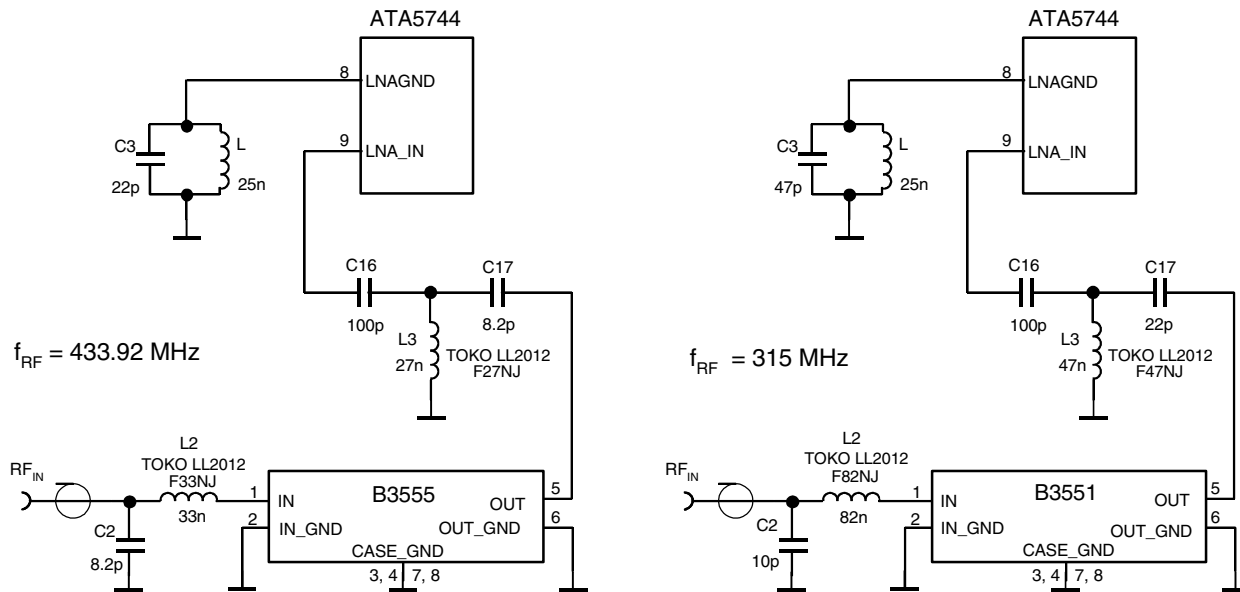 ATA5744
8
LNAGND
C3
L
22p
25n
9
LNA_IN
C16
C17
100p
8.2p
L3
27n
TOKO LL2012
F27NJ
fRF = 433.92 MHz
L2
TOKO LL2012
F33NJ
33n
RFIN
C2
8.2p
1
IN
2
IN_GND
B3555
OUT
5
OUT_GND
6
CASE_GND
3, 4
7, 8
ATA5744
8
LNAGND
C3
L
47p
25n
9
LNA_IN
C16
C17
100p
22p
L3
47n
TOKO LL2012
F47NJ
fRF = 315 MHz
L2
TOKO LL2012
F82NJ
82n
RFIN
C2
10p
1
IN
2
IN_GND
B3551
OUT
5
OUT_GND
6
CASE_GND
3, 4
7, 8